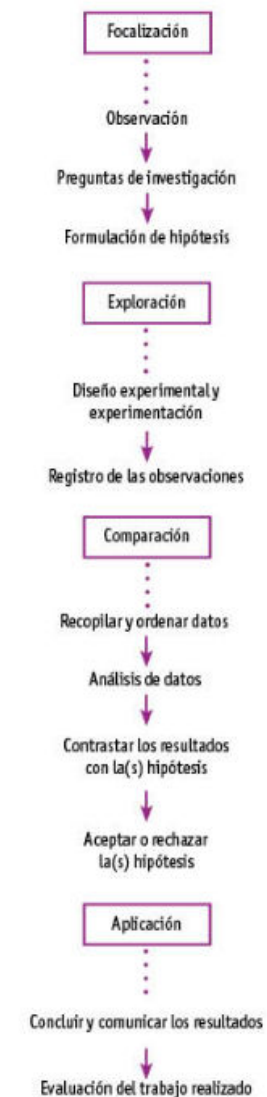 Focalización
Observación
Preguntas de investigación
Formulación de hipótesis
Exploración
Diseño experimental y
experimentación
Registro de las observaciones
Comparación
Recopilar y ordenar datos
Análisis de datos
Contrastar los resultados
con la(s) hipótesis
Aceptar o rechazar
la(s) hipótesis
Aplicación
Concluir y comunicar los resultados
Evaluación del trabajo realizado